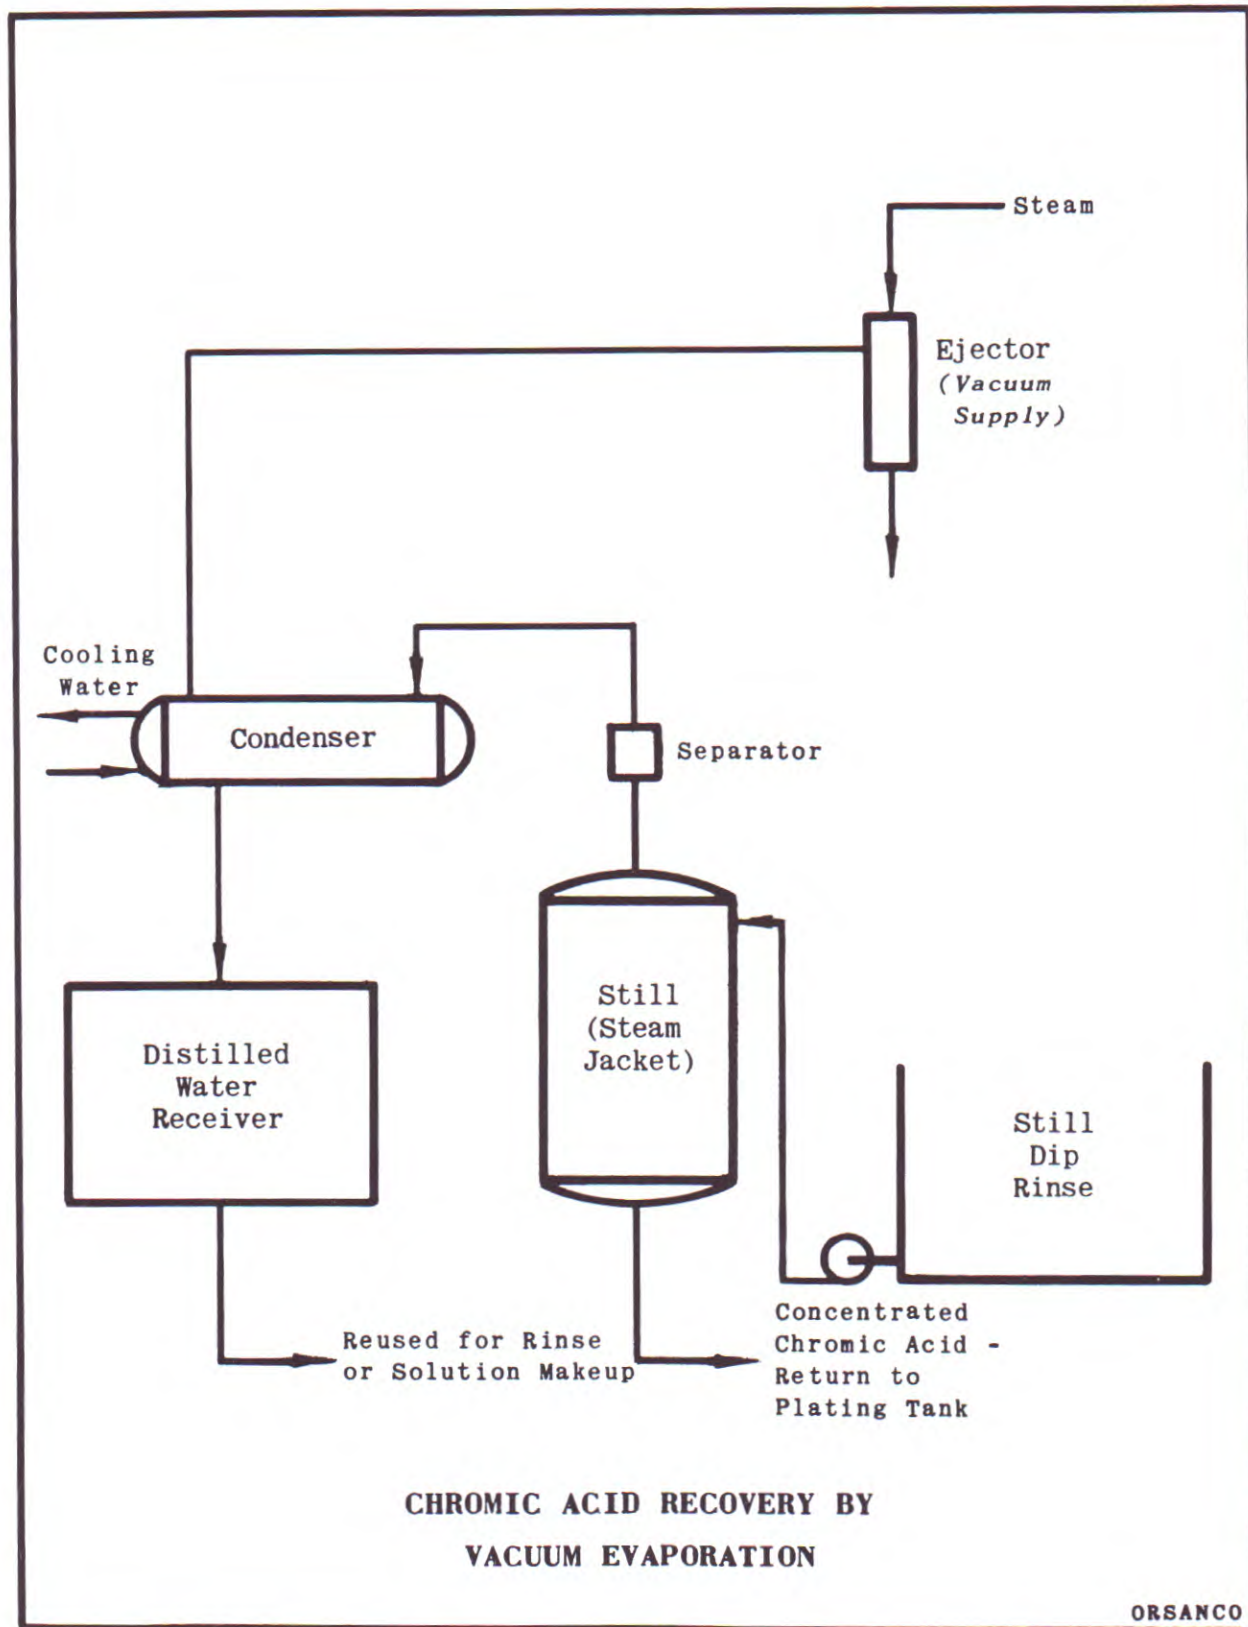 Steam
Ejector
(Vacuum
Supply)
Cooling
Water
Condenser
Separator
Still
(Steam
Jacket)
Distilled
Water
Receiver
Still
Dip
Rinse
Reused for Rinse
or Solution Makeup
Concentrated
Chromic Acid -
Return to
Plating Tank
CHROMIC ACID RECOVERY BY
VACUUM EVAPORATION
ORSANCO